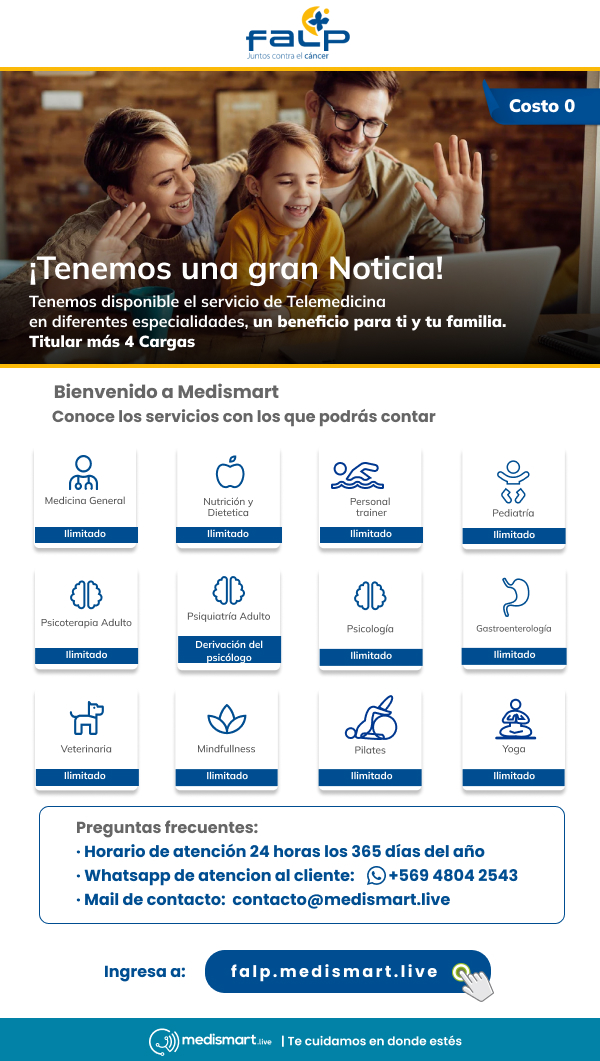 falp
Juntos contra el cáncer
Costo 0
¡Tenemos una gran Noticia!
Tenemos disponible el servicio de Telemedicina
en diferentes especialidades, un beneficio para ti y tu familia.
Titular más 4 Cargas
Bienvenido a Medismart
Conoce los servicios con los que podrás contar
Medicina General
Ilimitado
Nutrición y
Dietetica
Ilimitado
Personal
trainer
Ilimitado
Pediatría
Ilimitado
Psicoterapia Adulto
Ilimitado
Psiquiatría Adulto
Derivación del
psicólogo
Psicología
Ilimitado
Gastroenterología
Ilimitado
Veterinaria
Ilimitado
Mindfullness
Ilimitado
Pilates
Ilimitado
Yoga
Ilimitado
Preguntas frecuentes:
· Horario de atención 24 horas los 365 días del año
· Whatsapp de atencion al cliente: +569 4804 2543
· Mail de contacto: contacto@medismart.live
Ingresa a: falp.medismart.live
medismart.live | Te cuidamos en donde estés